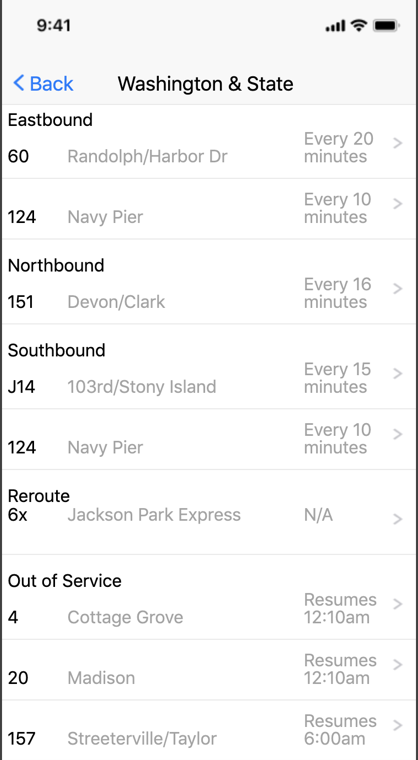 9:41
Back Washington & State
Eastbound
60 Randolph/Harbor Dr Every 20 minutes
124 Navy Pier Every 10 minutes
Northbound
151 Devon/Clark Every 16 minutes
Southbound
J14 103rd/Stony Island Every 15 minutes
124 Navy Pier Every 10 minutes
Reroute
6x Jackson Park Express N/A
Out of Service
4 Cottage Grove Resumes 12:10am
20 Madison Resumes 12:10am
157 Streeterville/Taylor Resumes 6:00am